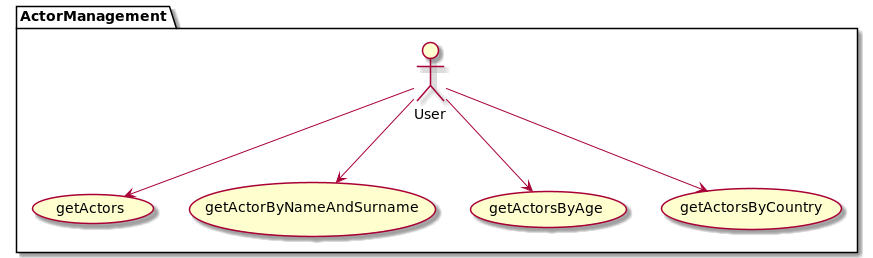 ActorManagement
User
getActors
getActorByNameAndSurname
getActorsByAge
getActorsByCountry